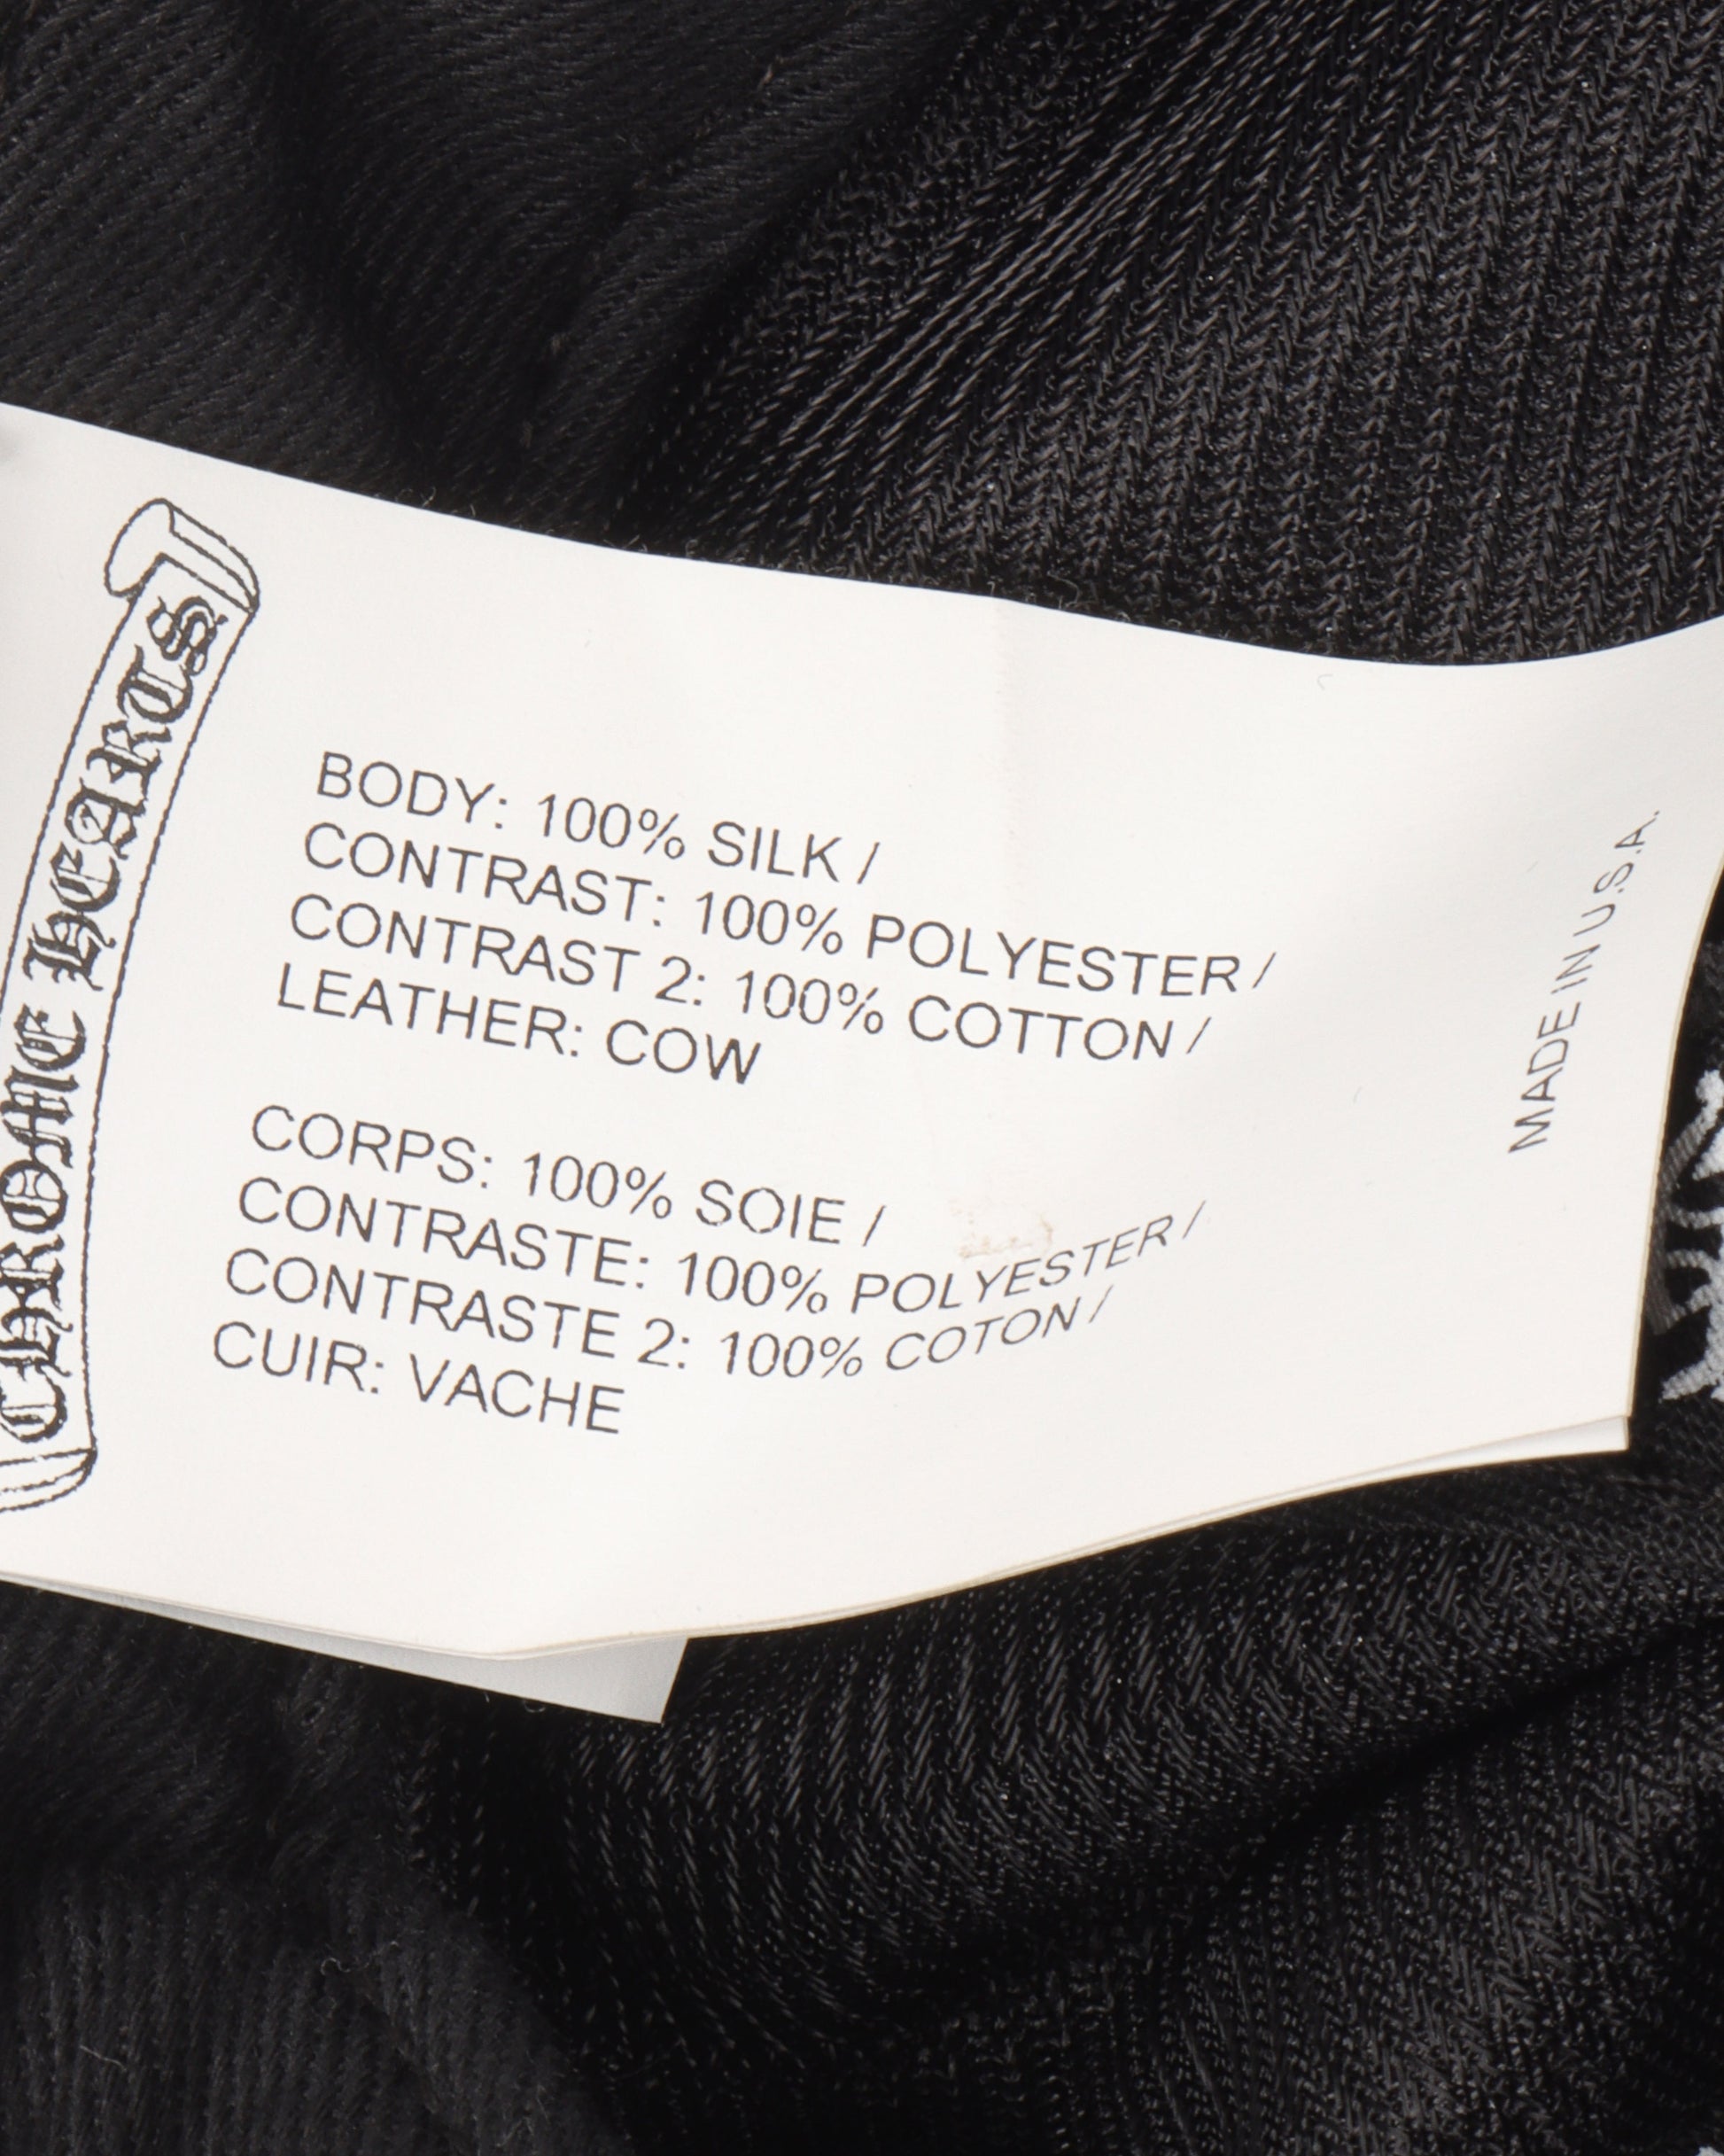 CHROME HEARTS
BODY: 100% SILK /
CONTRAST: 100% POLYESTER /
CONTRAST 2: 100% COTTON /
LEATHER: COW
CORPS: 100% SOIE /
CONTRASTE: 100% POLYESTER /
CONTRASTE 2: 100% COTON /
CUIR: VACHE
MADE IN U.S.A.